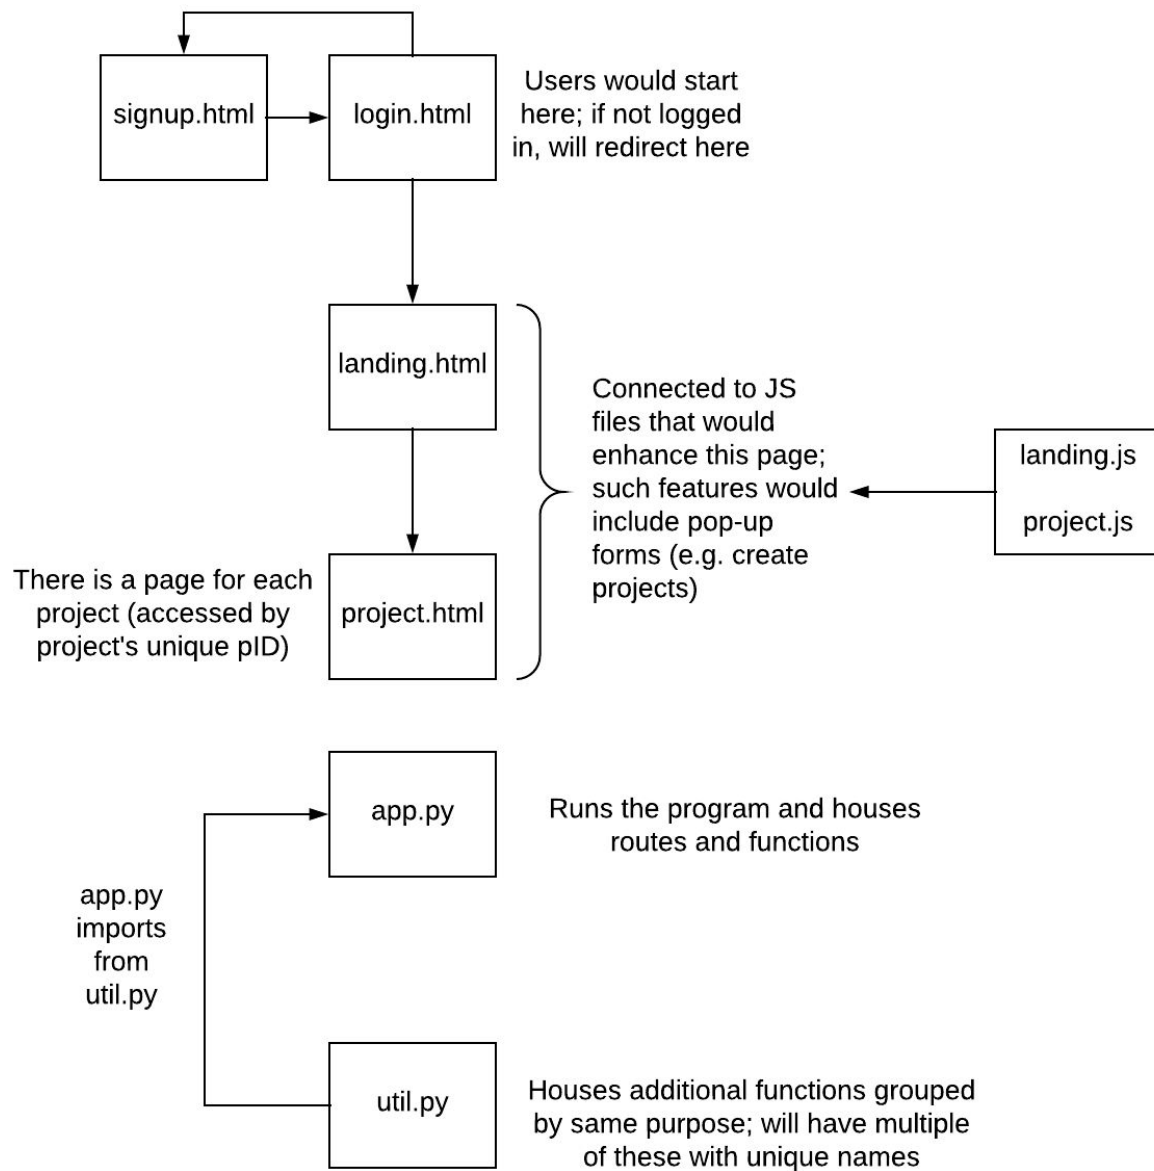 signup.html
login.html
Users would start
here; if not logged
in, will redirect here
landing.html
Connected to JS
files that would
enhance this page;
such features would
include pop-up
forms (e.g. create
projects)
landing.js
project.js
There is a page for each
project (accessed by
project's unique pID)
project.html
app.py
Runs the program and houses
routes and functions
app.py
imports
from
util.py
util.py
Houses additional functions grouped
by same purpose; will have multiple
of these with unique names